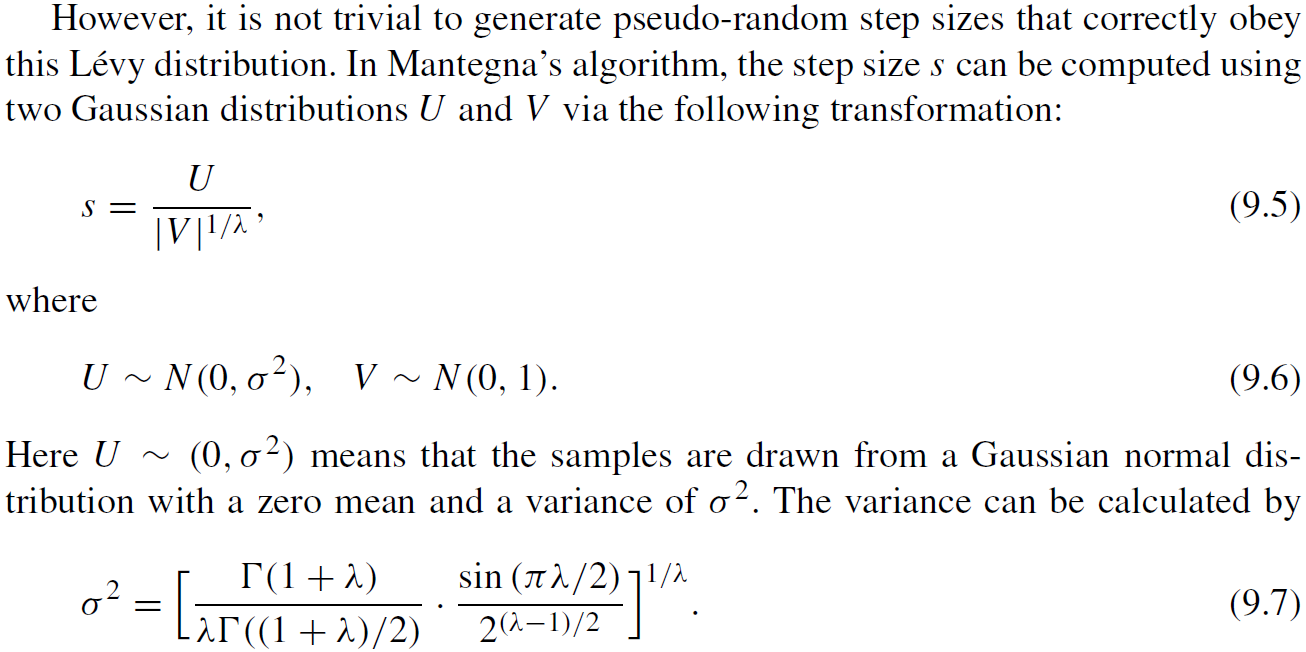 However, it is not trivial to generate pseudo-random step sizes that correctly obey
this Lévy distribution. In Mantegna's algorithm, the step size s can be computed using
two Gaussian distributions U and V via the following transformation:
s = U / |V|^{1/λ}, (9.5)
where
U ∼ N(0, σ²), V ∼ N(0, 1). (9.6)
Here U ∼ (0, σ²) means that the samples are drawn from a Gaussian normal dis-
tribution with a zero mean and a variance of σ². The variance can be calculated by
σ² = [ Γ(1 + λ) / λΓ((1 + λ)/2) · sin (πλ/2) / 2^{(λ−1)/2} ]^{1/λ}. (9.7)